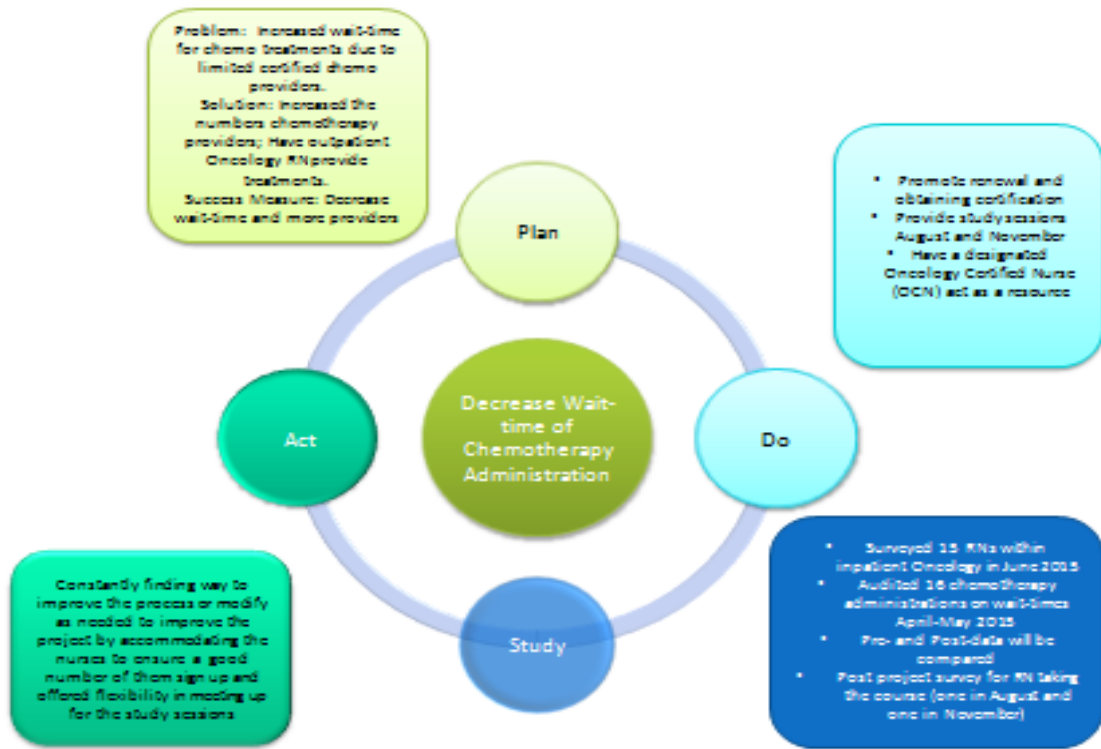 Problem: Increased wait-time
for chemo treatments due to
limited certified chemo
providers.
Solution: Increased the
numbers chemotherapy
providers; Have outpatient
Oncology RN provide
treatments.
Success Measure: Decrease
wait-time and more providers
Plan
• Promote renewal and
obtaining certification
• Provide study sessions
August and November
• Have a designated
Oncology Certified Nurse
(OCN) act as a resource
Decrease Wait-
time of
Chemotherapy
Administration
Act
Do
Constantly finding way to
improve the process or modify
as needed to improve the
project by accommodating the
nurses to ensure a good
number of them sign up and
offered flexibility in meeting up
for the study sessions
Study
• Surveyed 15 RNs within
inpatient Oncology in June 2015
• Audited 16 chemotherapy
administrations on wait-times
April-May 2015
• Pre- and Post-data will be
compared
• Post project survey for RN taking
the course (one in August and
one in November)